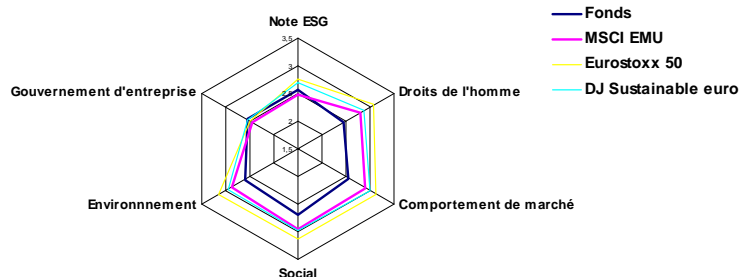 Note ESG
3,5
3
2,5
2
1,5
Gouvernement d'entreprise
Droits de l'homme
Environnnement
Comportement de marché
Social
Fonds
MSCI EMU
Eurostoxx 50
DJ Sustainable euro